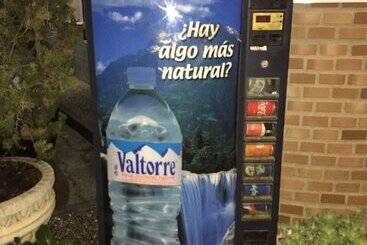 ¿Hay
algo más
natural?
Valtorre